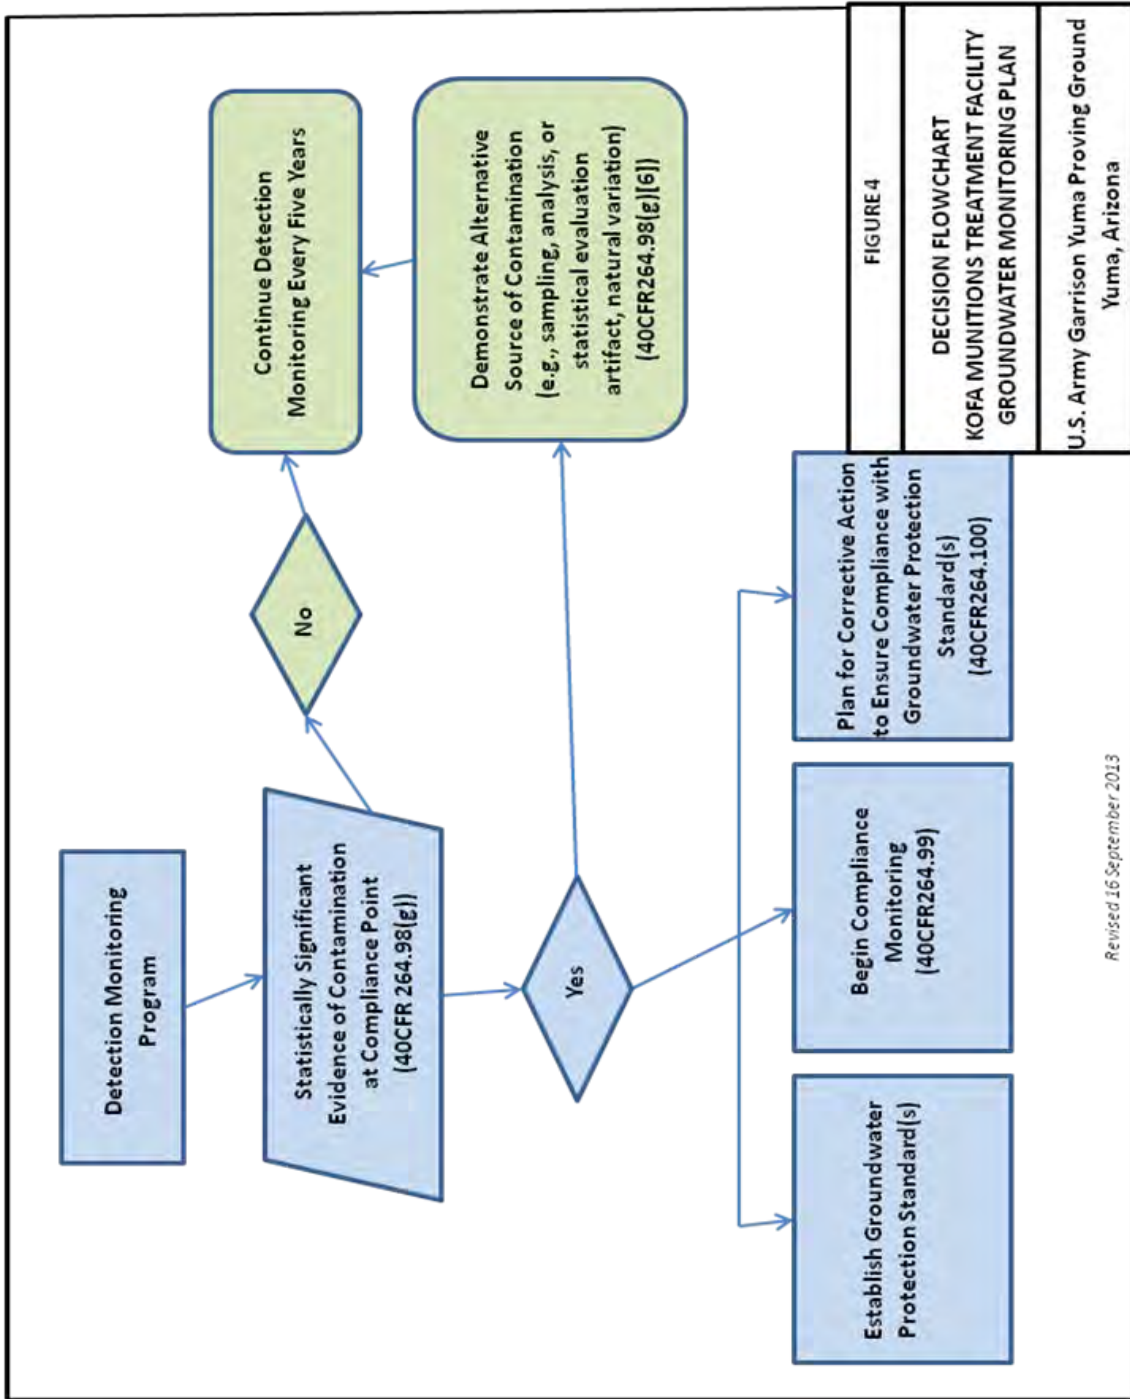 Detection Monitoring
Program
Statistically Significant
Evidence of Contamination
at Compliance Point
(40CFR 264.98(g))
No
Continue Detection
Monitoring Every Five Years
Yes
Demonstrate Alternative
Source of Contamination
(e.g., sampling, analysis, or
statistical evaluation
artifact, natural variation)
(40CFR264.98(g)[6])
Establish Groundwater
Protection Standard(s)
Begin Compliance
Monitoring
(40CFR264.99)
Plan for Corrective Action
to Ensure Compliance with
Groundwater Protection
Standard(s)
(40CFR264.100)
Revised 16 September 2013
FIGURE 4
DECISION FLOWCHART
KOFA MUNITIONS TREATMENT FACILITY
GROUNDWATER MONITORING PLAN
U.S. Army Garrison Yuma Proving Ground
Yuma, Arizona